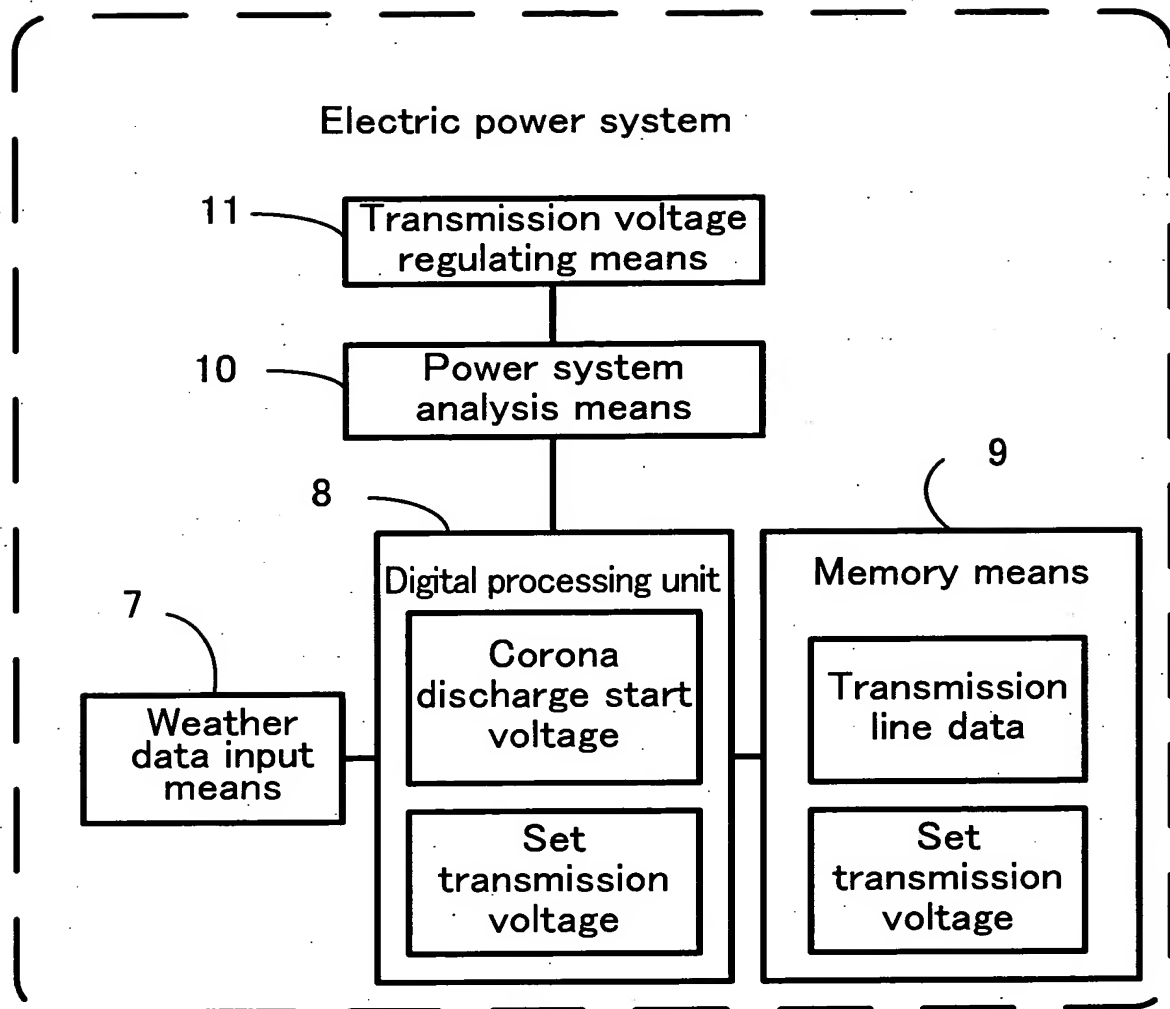 Electric power system
11
Transmission voltage
regulating means
10
Power system
analysis means
8
9
Digital processing unit
Memory means
7
Corona
discharge start
voltage
Transmission
line data
Weather
data input
means
Set
transmission
voltage
Set
transmission
voltage